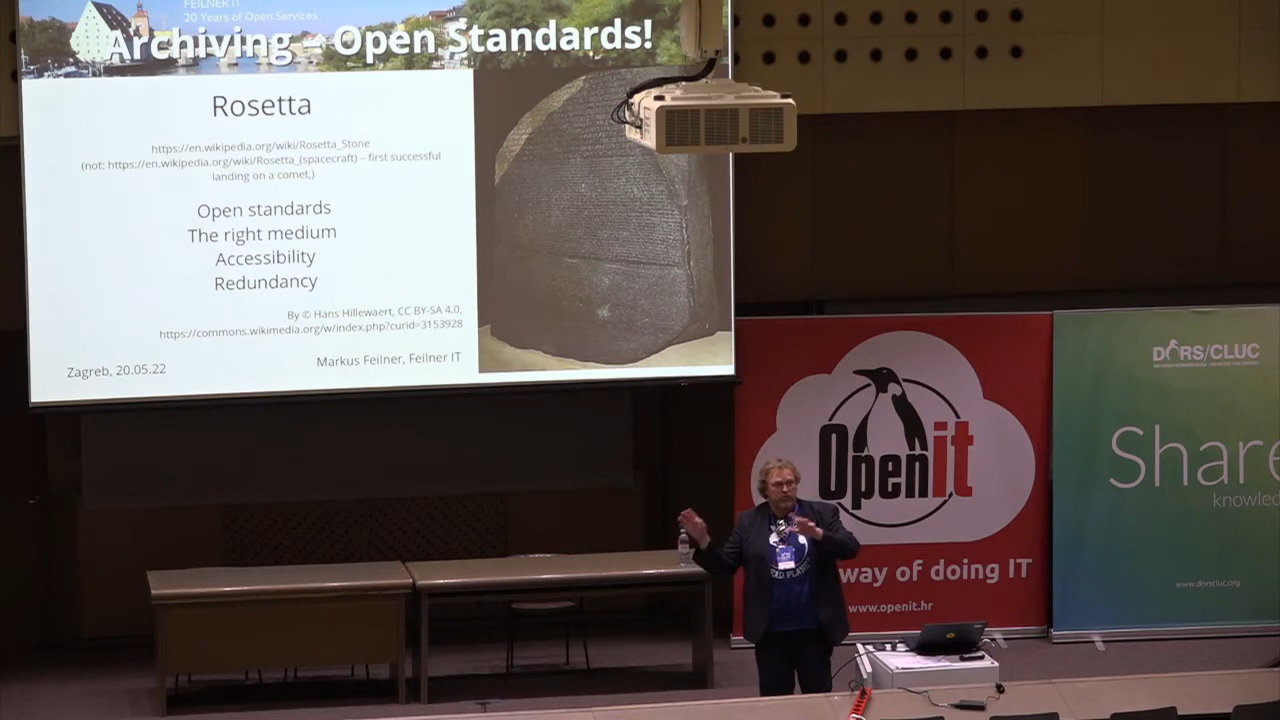 FEILNER IT
20 Years of Open Services
Archiving – Open Standards!
Rosetta
https://en.wikipedia.org/wiki/Rosetta_Stone
(not: https://en.wikipedia.org/wiki/Rosetta_(spacecraft) – first successful
landing on a comet,)
Open standards
The right medium
Accessibility
Redundancy
By © Hans Hillewaert, CC BY-SA 4.0,
https://commons.wikimedia.org/w/index.php?curid=3153928
Zagreb, 20.05.22
Markus Feilner, Feilner IT
Openit
way of doing IT
www.openit.hr
DORS/CLUC
Share
knowled
www.dorscluc.org